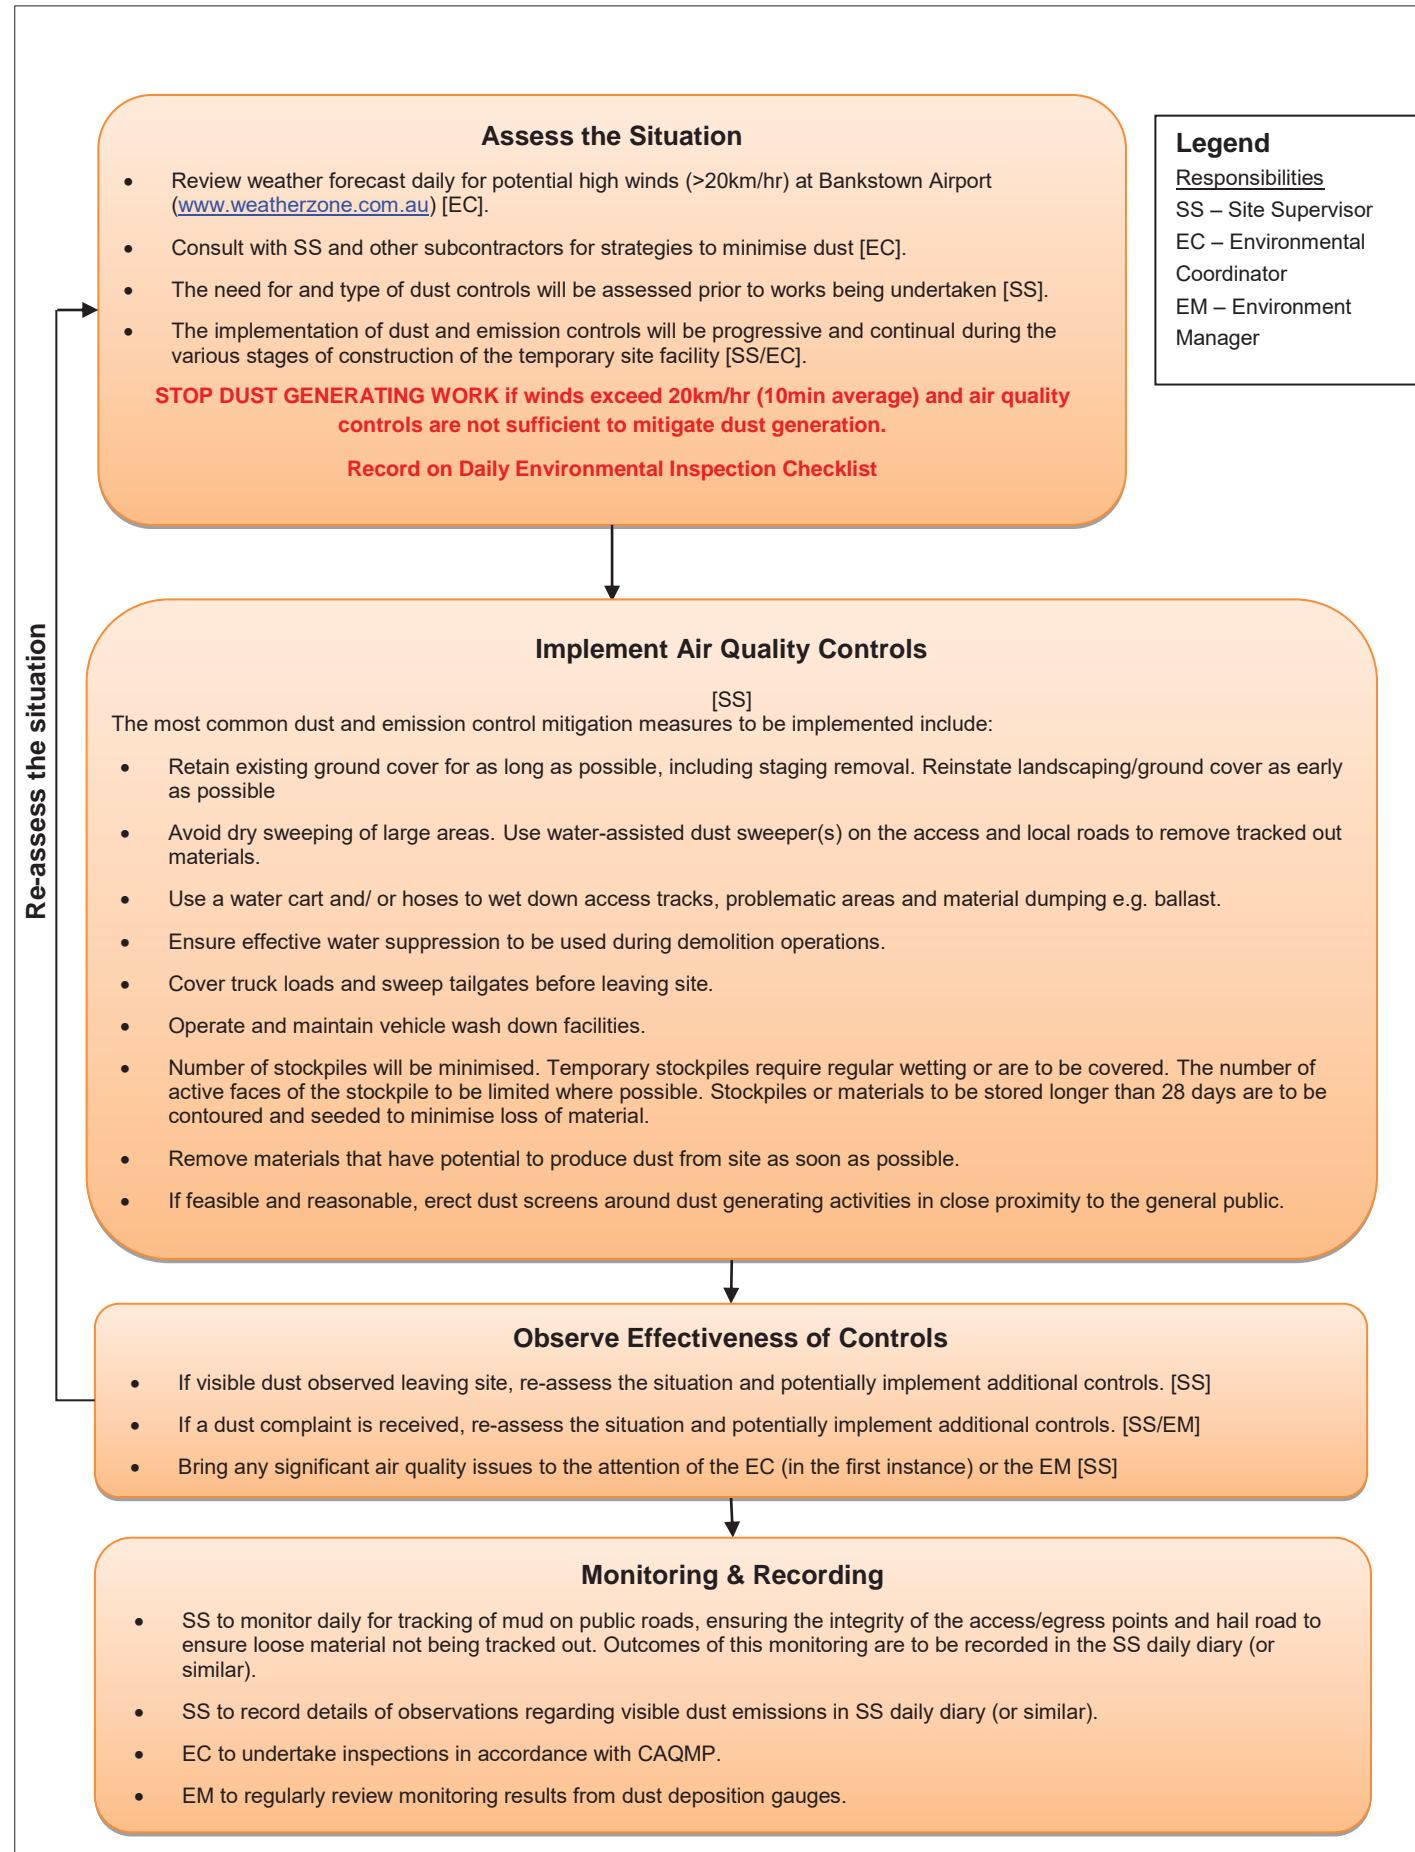 Assess the Situation
• Review weather forecast daily for potential high winds (>20km/hr) at Bankstown Airport
(www.weatherzone.com.au) [EC].
• Consult with SS and other subcontractors for strategies to minimise dust [EC].
• The need for and type of dust controls will be assessed prior to works being undertaken [SS].
• The implementation of dust and emission controls will be progressive and continual during the
various stages of construction of the temporary site facility [SS/EC].
STOP DUST GENERATING WORK if winds exceed 20km/hr (10min average) and air quality
controls are not sufficient to mitigate dust generation.
Record on Daily Environmental Inspection Checklist
Legend
Responsibilities
SS – Site Supervisor
EC – Environmental
Coordinator
EM – Environment
Manager
Re-assess the situation
Implement Air Quality Controls
[SS]
The most common dust and emission control mitigation measures to be implemented include:
• Retain existing ground cover for as long as possible, including staging removal. Reinstate landscaping/ground cover as early
as possible
• Avoid dry sweeping of large areas. Use water-assisted dust sweeper(s) on the access and local roads to remove tracked out
materials.
• Use a water cart and/ or hoses to wet down access tracks, problematic areas and material dumping e.g. ballast.
• Ensure effective water suppression to be used during demolition operations.
• Cover truck loads and sweep tailgates before leaving site.
• Operate and maintain vehicle wash down facilities.
• Number of stockpiles will be minimised. Temporary stockpiles require regular wetting or are to be covered. The number of
active faces of the stockpile to be limited where possible. Stockpiles or materials to be stored longer than 28 days are to be
contoured and seeded to minimise loss of material.
• Remove materials that have potential to produce dust from site as soon as possible.
• If feasible and reasonable, erect dust screens around dust generating activities in close proximity to the general public.
Observe Effectiveness of Controls
• If visible dust observed leaving site, re-assess the situation and potentially implement additional controls. [SS]
• If a dust complaint is received, re-assess the situation and potentially implement additional controls. [SS/EM]
• Bring any significant air quality issues to the attention of the EC (in the first instance) or the EM [SS]
Monitoring & Recording
• SS to monitor daily for tracking of mud on public roads, ensuring the integrity of the access/egress points and hail road to
ensure loose material not being tracked out. Outcomes of this monitoring are to be recorded in the SS daily diary (or
similar).
• SS to record details of observations regarding visible dust emissions in SS daily diary (or similar).
• EC to undertake inspections in accordance with CAQMP.
• EM to regularly review monitoring results from dust deposition gauges.